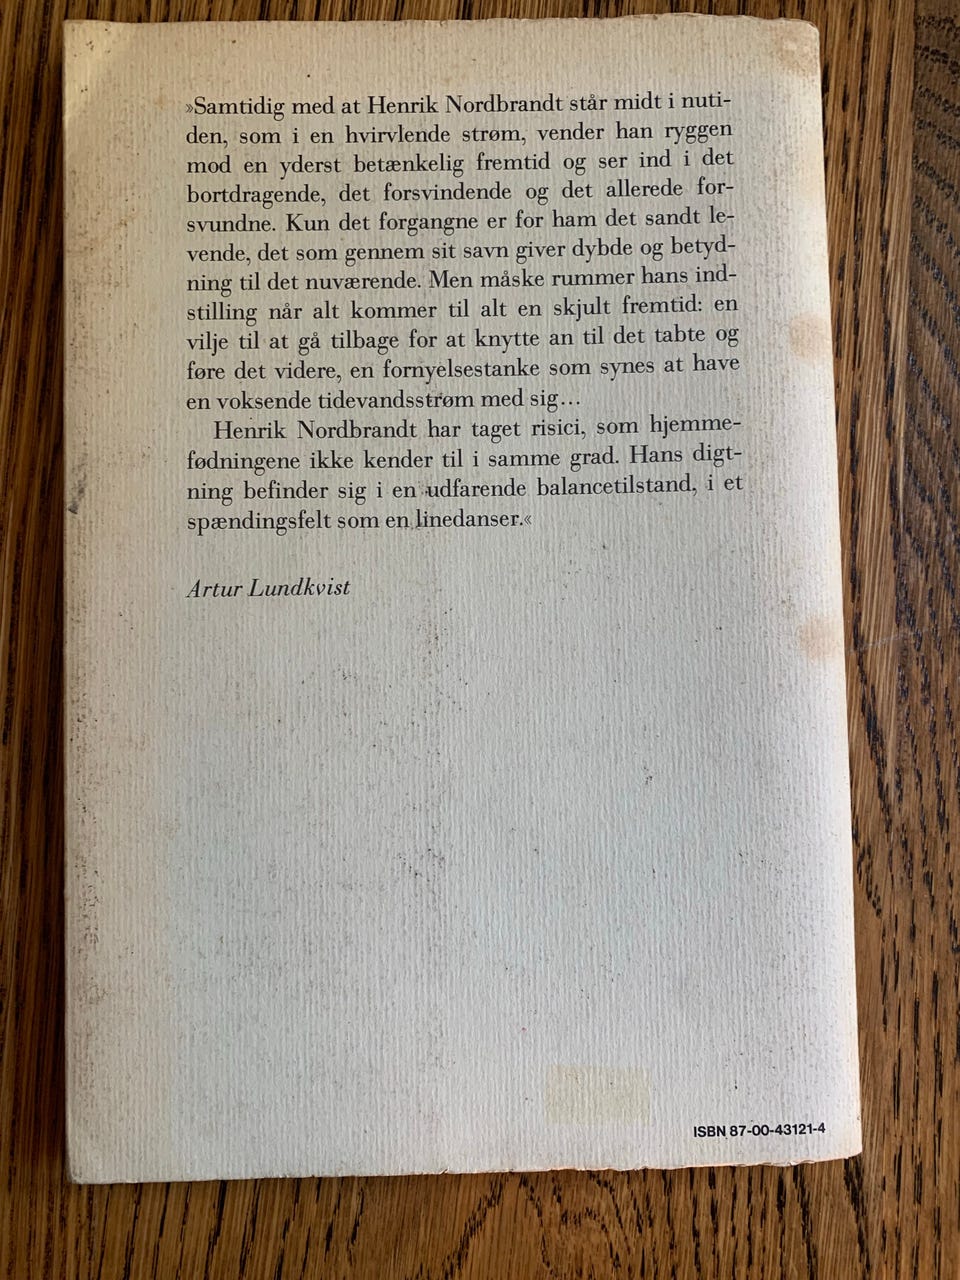 »Samtidig med at Henrik Nordbrandt står midt i nuti-
den, som i en hvirvlende strøm, vender han ryggen
mod en yderst betænkelig fremtid og ser ind i det
bortdragende, det forsvindende og det allerede for-
svundne. Kun det forgangne er for ham det sandt le-
vende, det som gennem sit savn giver dybde og betyd-
ning til det nuværende. Men måske rummer hans ind-
stilling når alt kommer til alt en skjult fremtid: en
vilje til at gå tilbage for at knytte an til det tabte og
føre det videre, en fornyelsestanke som synes at have
en voksende tidevandsstrøm med sig...
Henrik Nordbrandt har taget risici, som hjemme-
fødningene ikke kender til i samme grad. Hans digt-
ning befinder sig i en udfarende balancetilstand, i et
spændingsfelt som en linedanser.«
Artur Lundkvist
ISBN 87-00-43121-4